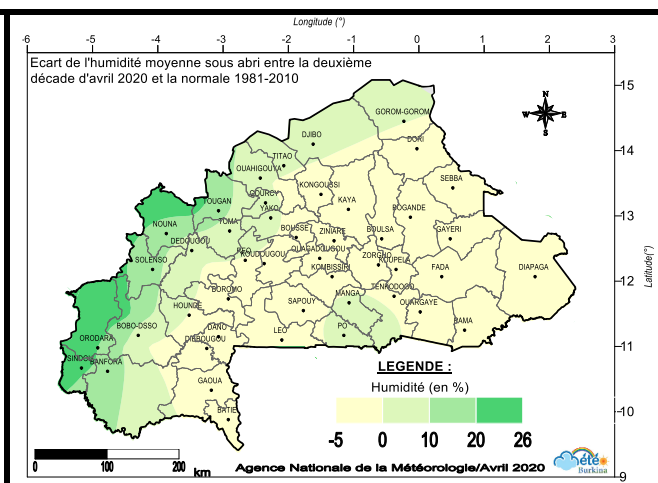 Longitude (°)
-6 -5 -4 -3 -2 -1 0 1 2 3
Ecart de l'humidité moyenne sous abri entre la deuxième
décade d'avril 2020 et la normale 1981-2010
15
N
GOROM-GOROM
W E
S
DJIBO
DORI
14
TITAO
OUAHIGOUYA
SEBBA
KONGOUSSI
GOURCY
TOUGAN
KAYA
YAKO
BOGANDE
13
NOUNA
TOMA
BOUSSE
ZINIARE
BOULSA
GAYERI
DEDOUGOU
OUAGADOUGOU
REO
KOUDOUGOU
ZORGHO
SOLENSO
KOUPELA
KOMBISSIRI
FADA
DIAPAGA
12
Latitude(°)
BOROMO
TENKODOGO
MANGA
HOUNDE
SAPOUY
OUARGAYE
BOBO-DSSO
DANO
LEO
PO
PAMA
ORODARA
DIEBOUGOU
11
SINDOU
BANFORA
LEGENDE :
GAOUA
Humidité (en %)
BATIE
10
-5 0 10 20 26
0 100 200
km
Agence Nationale de la Météorologie/Avril 2020
météo
Burkina
9